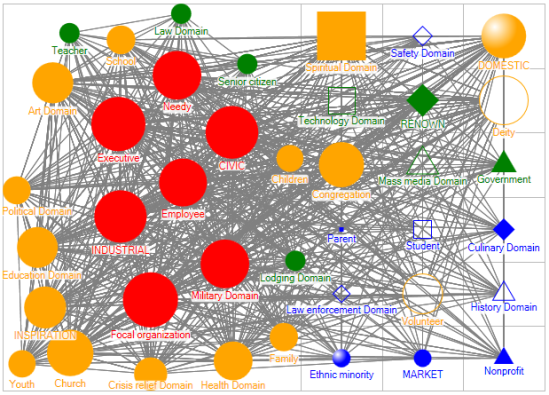 Law Domain
Teacher
School
Safety Domain
Senior citizen
Spiritual Domain
DOMESTIC
Art Domain
Needy
Technology Domain
RENOWN
Deity
Executive
CIVIC
Children
Congregation
Mass media Domain
Government
Political Domain
Employee
Parent
Student
Culinary Domain
INDUSTRIAL
Education Domain
Lodging Domain
Military Domain
Law enforcement Domain
History Domain
INSPIRATION
Focal organization
Volunteer
Family
Ethnic minority
MARKET
Nonprofit
Youth
Church
Crisis relief Domain
Health Domain